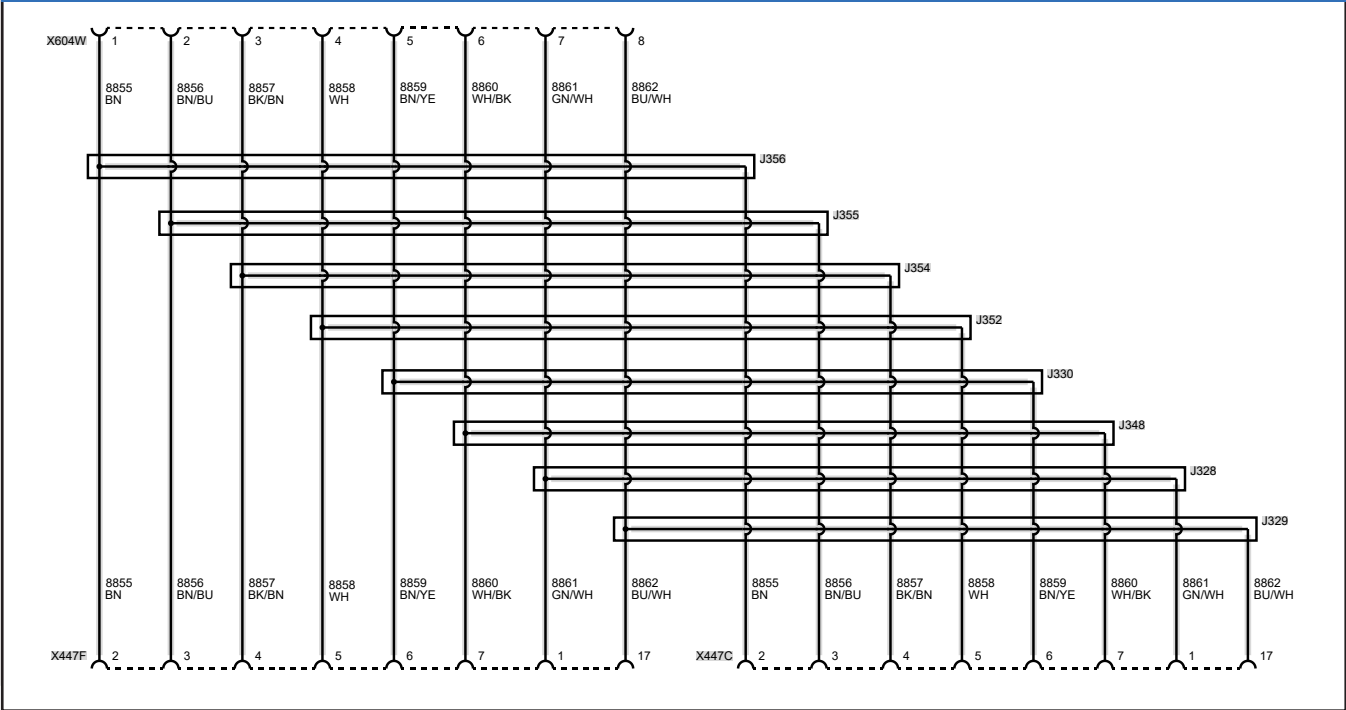 X604W 1 2 3 4 5 6 7 8
8855 8856 8857 8858 8859 8860 8861 8862
BN BN/BU BK/BN WH BN/YE WH/BK GN/WH BU/WH
J356
J355
J354
J352
J330
J348
J328
J329
8855 8856 8857 8858 8859 8860 8861 8862 8855 8856 8857 8858 8859 8860 8861 8862
BN BN/BU BK/BN WH BN/YE WH/BK GN/WH BU/WH BN BN/BU BK/BN WH BN/YE WH/BK GN/WH BU/WH
X447F 2 3 4 5 6 7 1 17 X447C 2 3 4 5 6 7 1 17